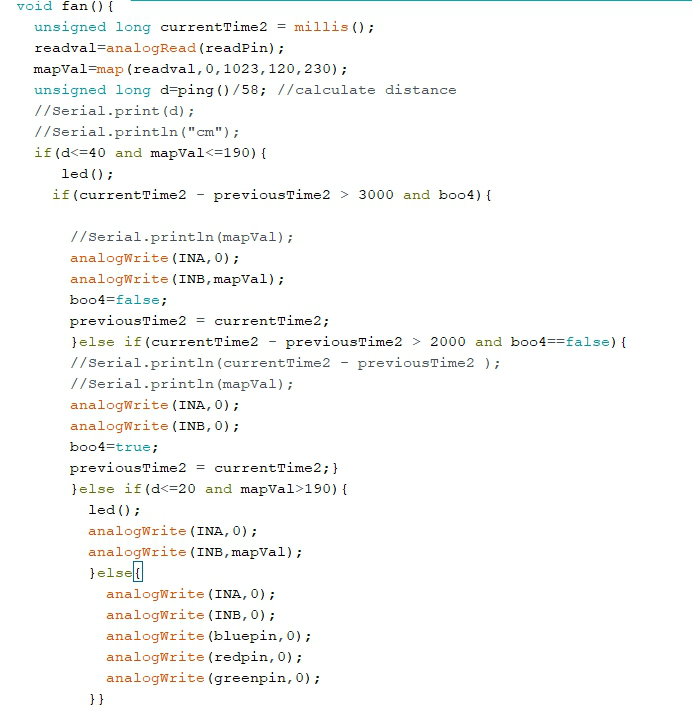 void fan(){
  unsigned long currentTime2 = millis();
  readval=analogRead(readPin);
  mapVal=map(readval,0,1023,120,230);
  unsigned long d=ping()/58; //calculate distance
  //Serial.print(d);
  //Serial.println("cm");
  if(d<=40 and mapVal<=190){
     led();
    if(currentTime2 - previousTime2 > 3000 and boo4){

      //Serial.println(mapVal);
      analogWrite(INA,0);
      analogWrite(INB,mapVal);
      boo4=false;
      previousTime2 = currentTime2;
      }else if(currentTime2 - previousTime2 > 2000 and boo4==false){
      //Serial.println(currentTime2 - previousTime2 );
      //Serial.println(mapVal);
      analogWrite(INA,0);
      analogWrite(INB,0);
      boo4=true;
      previousTime2 = currentTime2;}
      }else if(d<=20 and mapVal>190){
        led();
        analogWrite(INA,0);
        analogWrite(INB,mapVal);
        }else{
          analogWrite(INA,0);
          analogWrite(INB,0);
          analogWrite(bluepin,0);
          analogWrite(redpin,0);
          analogWrite(greenpin,0);
        }}